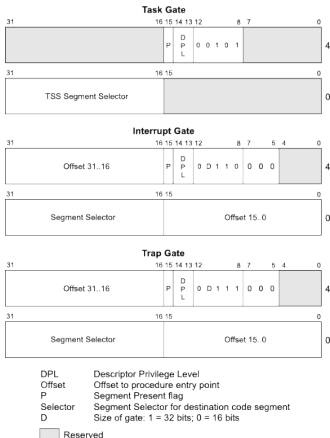 Task Gate
31 16 15 14 13 12 8 7 0
P D P L 0 0 1 0 1 4
31 16 15 0
TSS Segment Selector 0
Interrupt Gate
31 16 15 14 13 12 8 7 5 4 0
Offset 31..16 P D P L 0 D 1 1 0 0 0 0 4
31 16 15 0
Segment Selector Offset 15..0 0
Trap Gate
31 16 15 14 13 12 8 7 5 4 0
Offset 31..16 P D P L 0 D 1 1 1 0 0 0 4
31 16 15 0
Segment Selector Offset 15..0 0
DPL Descriptor Privilege Level
Offset Offset to procedure entry point
P Segment Present flag
Selector Segment Selector for destination code segment
D Size of gate: 1 = 32 bits; 0 = 16 bits
Reserved